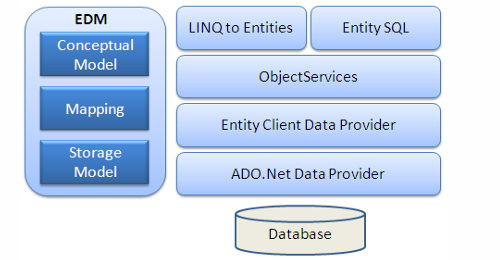 EDM
Conceptual
Model
Mapping
Storage
Model
LINQ to Entities
Entity SQL
ObjectServices
Entity Client Data Provider
ADO.Net Data Provider
Database